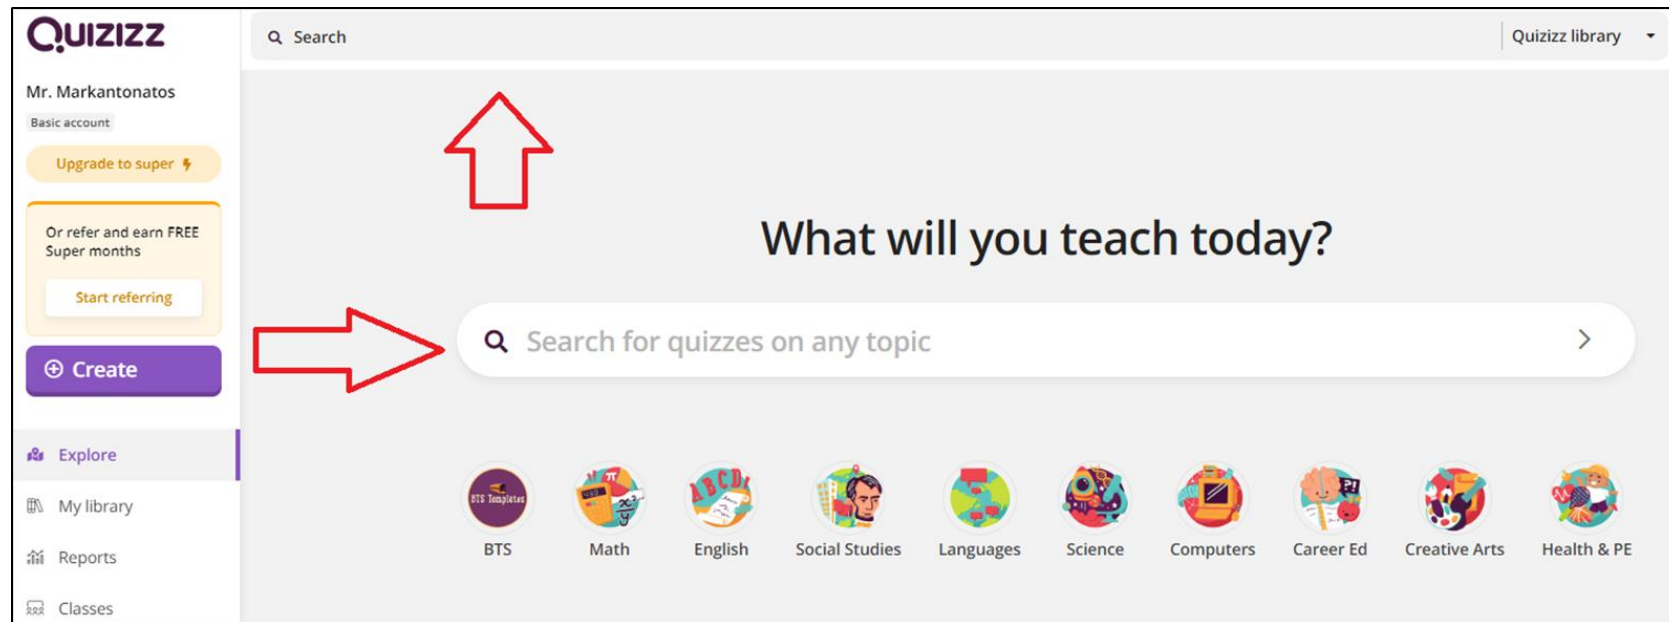 QUIZIZZ
Search
Quizizz library
Mr. Markantonatos
Basic account
Upgrade to super
Or refer and earn FREE
Super months
Start referring
Create
Explore
My library
Reports
Classes
What will you teach today?
Search for quizzes on any topic
BTS Templetes
BTS
Math
English
Social Studies
Languages
Science
Computers
Career Ed
Creative Arts
Health & PE